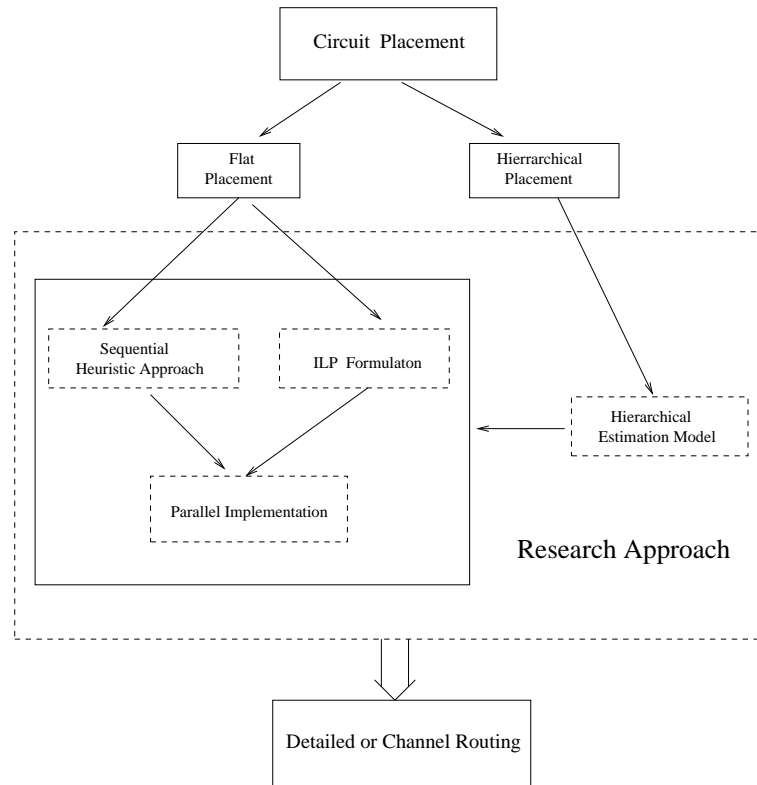 Circuit Placement
Flat
Placement
Hierrarchical
Placement
Sequential
Heuristic Approach
ILP Formulaton
Hierarchical
Estimation Model
Parallel Implementation
Research Approach
Detailed or Channel Routing